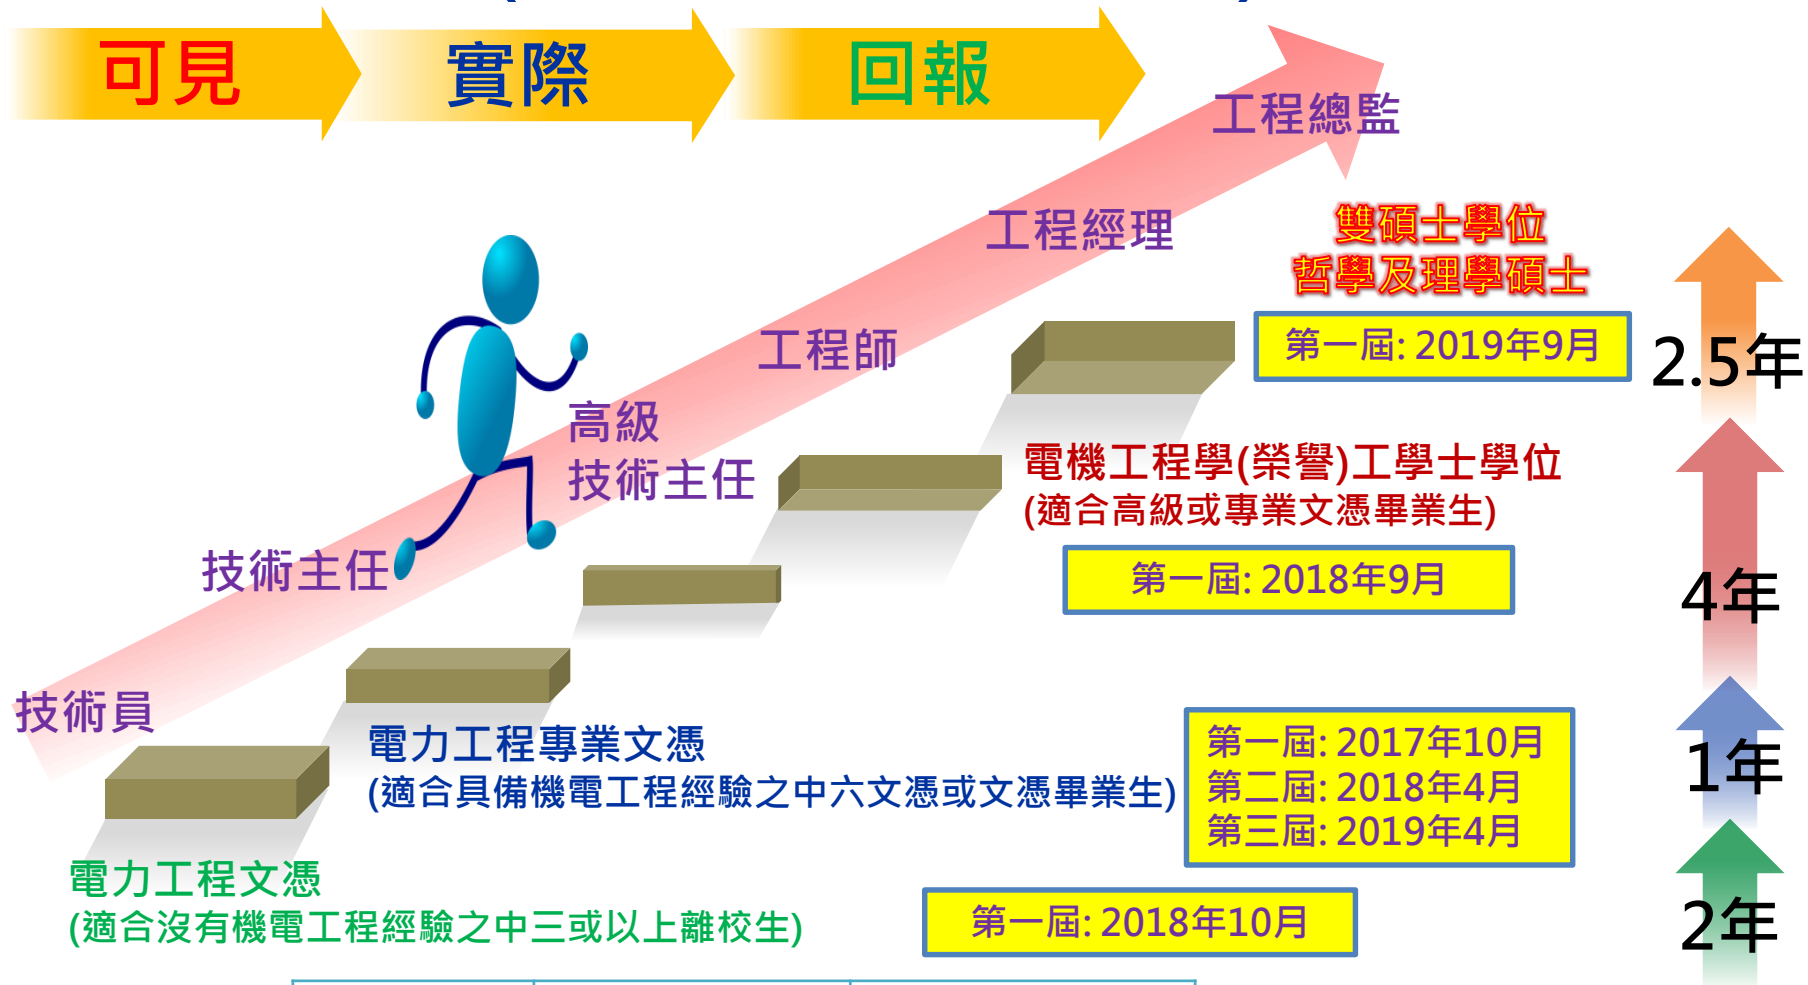 可見
實際
回報
工程總監
工程經理
雙碩士學位
哲學及理學碩士
第一屆: 2019年9月
2.5年
工程師
高級
技術主任
電機工程學(榮譽)工學士學位
(適合高級或專業文憑畢業生)
第一屆: 2018年9月
4年
技術主任
技術員
電力工程專業文憑
(適合具備機電工程經驗之中六文憑或文憑畢業生)
第一屆: 2017年10月
第二屆: 2018年4月
第三屆: 2019年4月
1年
電力工程文憑
(適合沒有機電工程經驗之中三或以上離校生)
第一屆: 2018年10月
2年